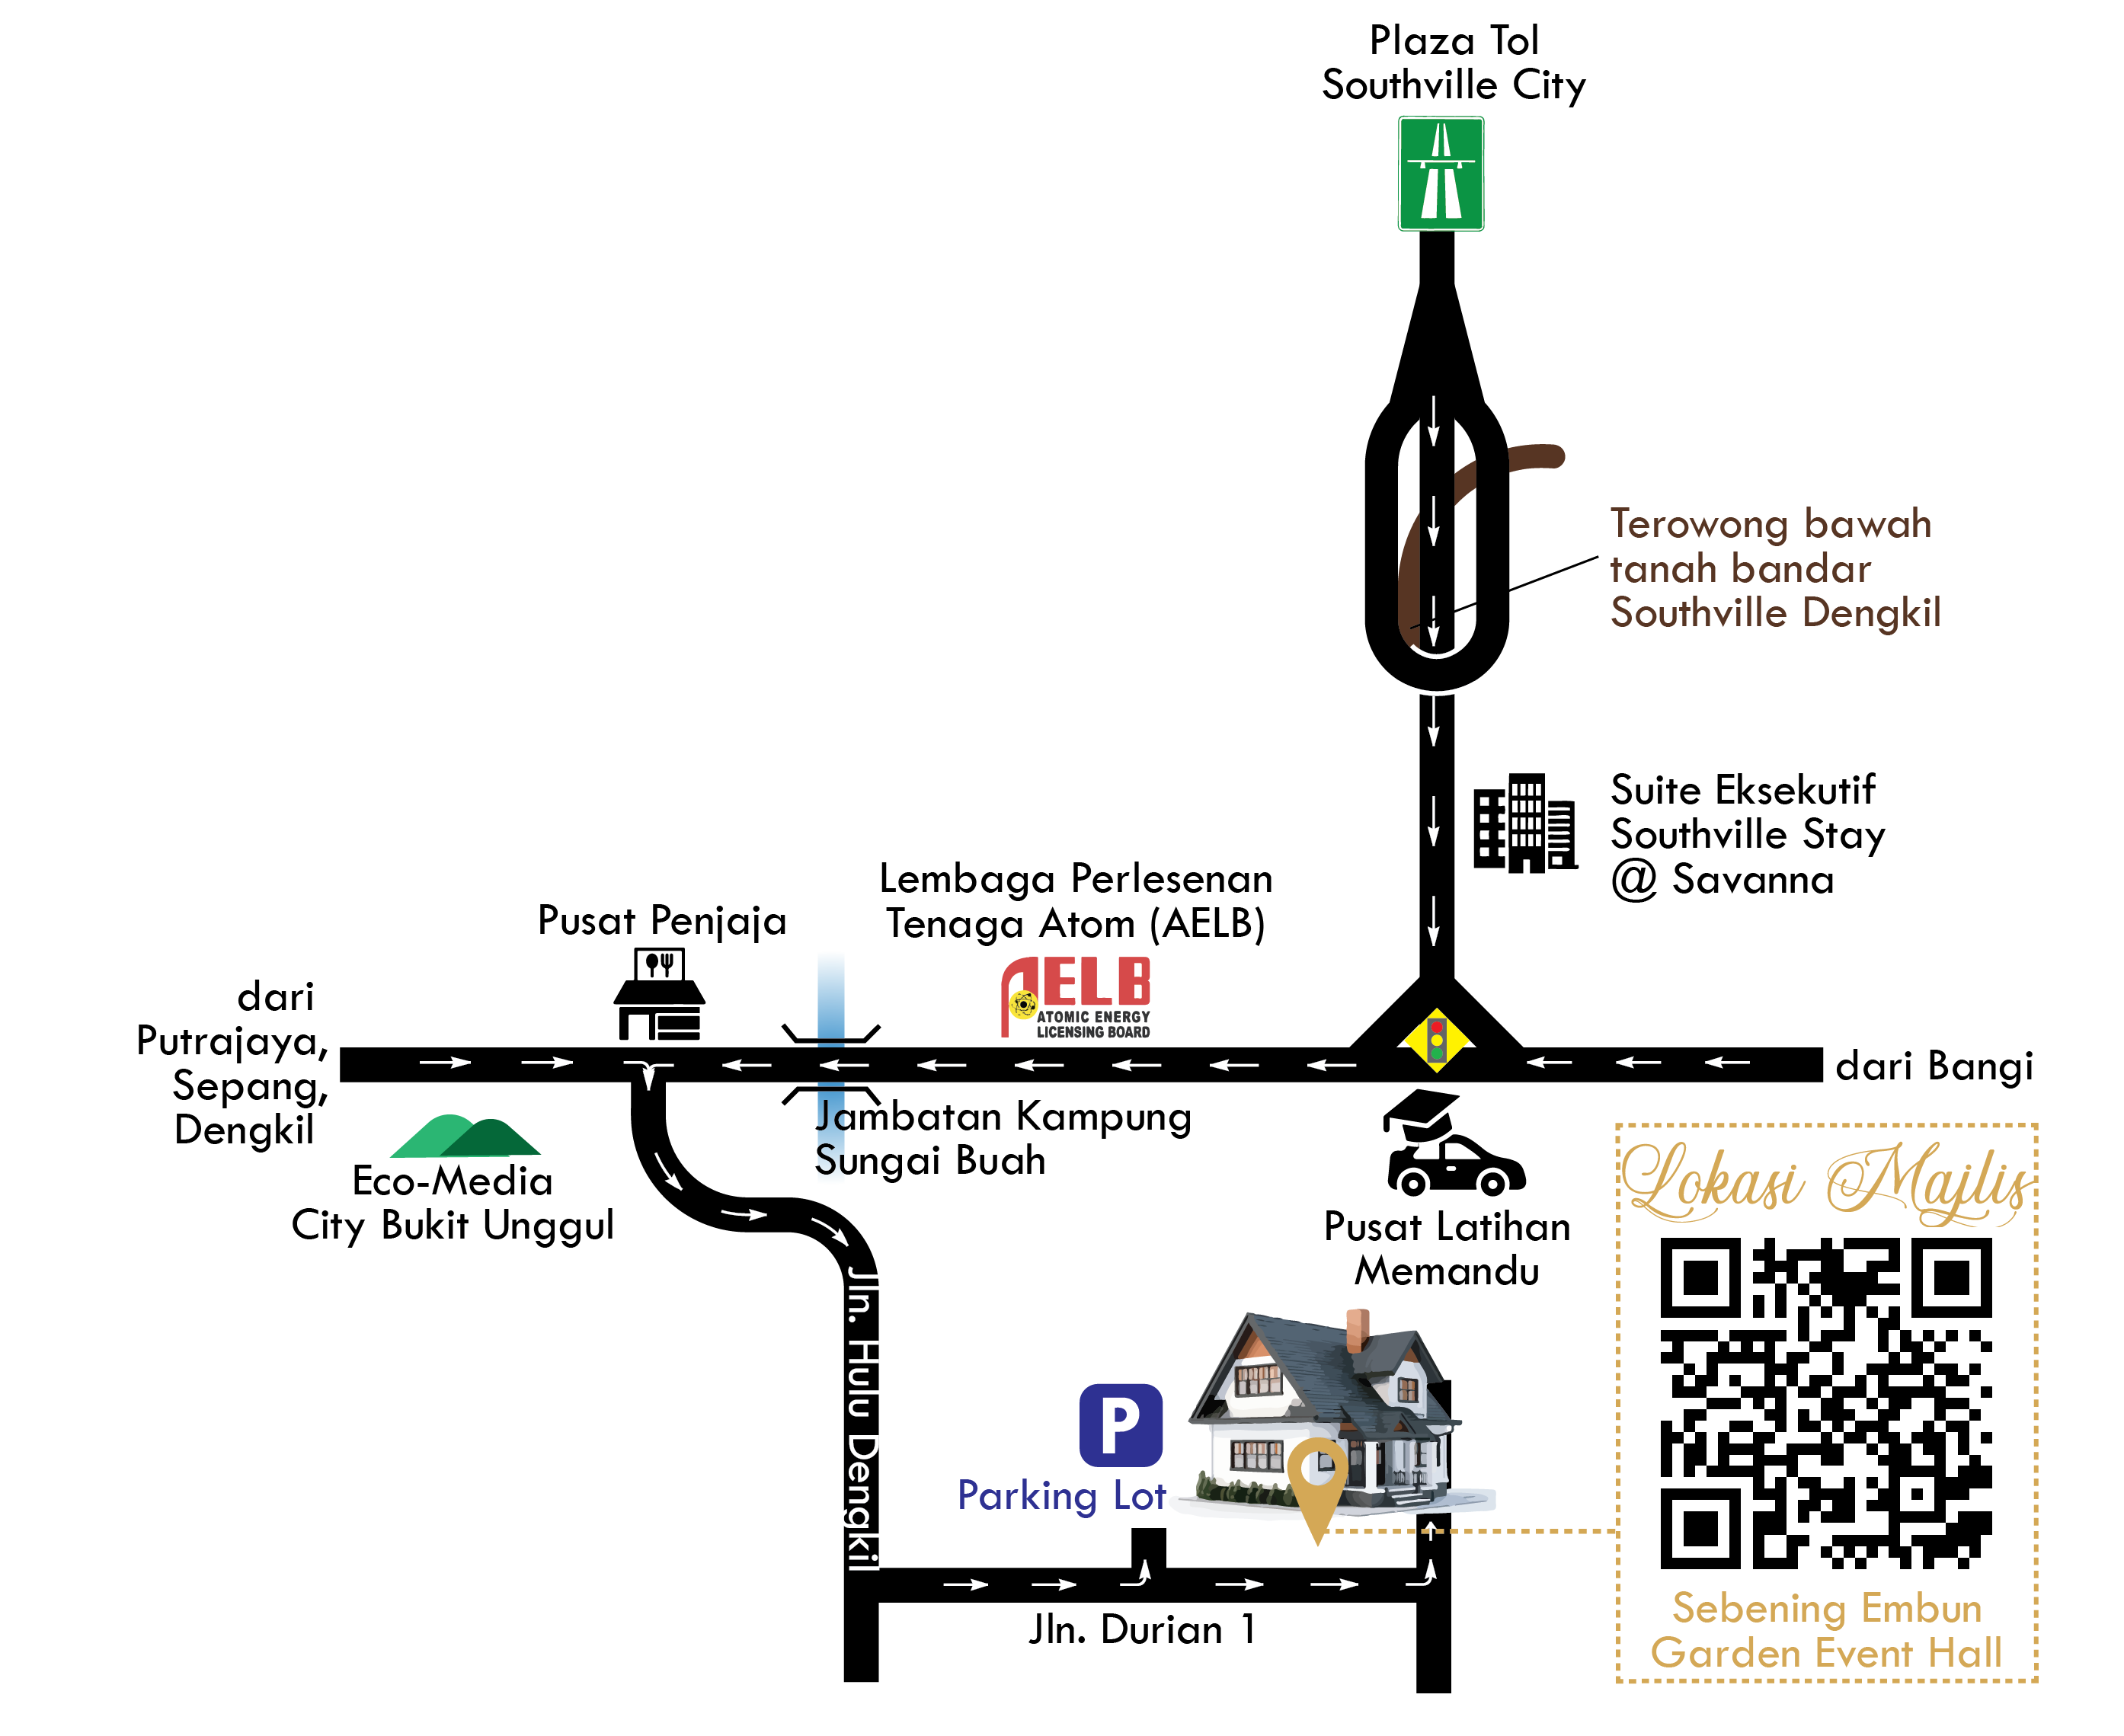 Plaza Tol
Southville City
Terowong bawah
tanah bandar
Southville Dengkil
Suite Eksekutif
Southville Stay
@ Savanna
Lembaga Perlesenan
Tenaga Atom (AELB)
AELB
ATOMIC ENERGY
LICENSING BOARD
Pusat Penjaja
dari
Putrajaya,
Sepang,
Dengkil
dari Bangi
Jambatan Kampung
Sungai Buah
Eco-Media
City Bukit Unggul
Pusat Latihan
Memandu
Jln. Hulu Dengkil
P
Parking Lot
Jln. Durian 1
Lokasi Majlis
Sebening Embun
Garden Event Hall